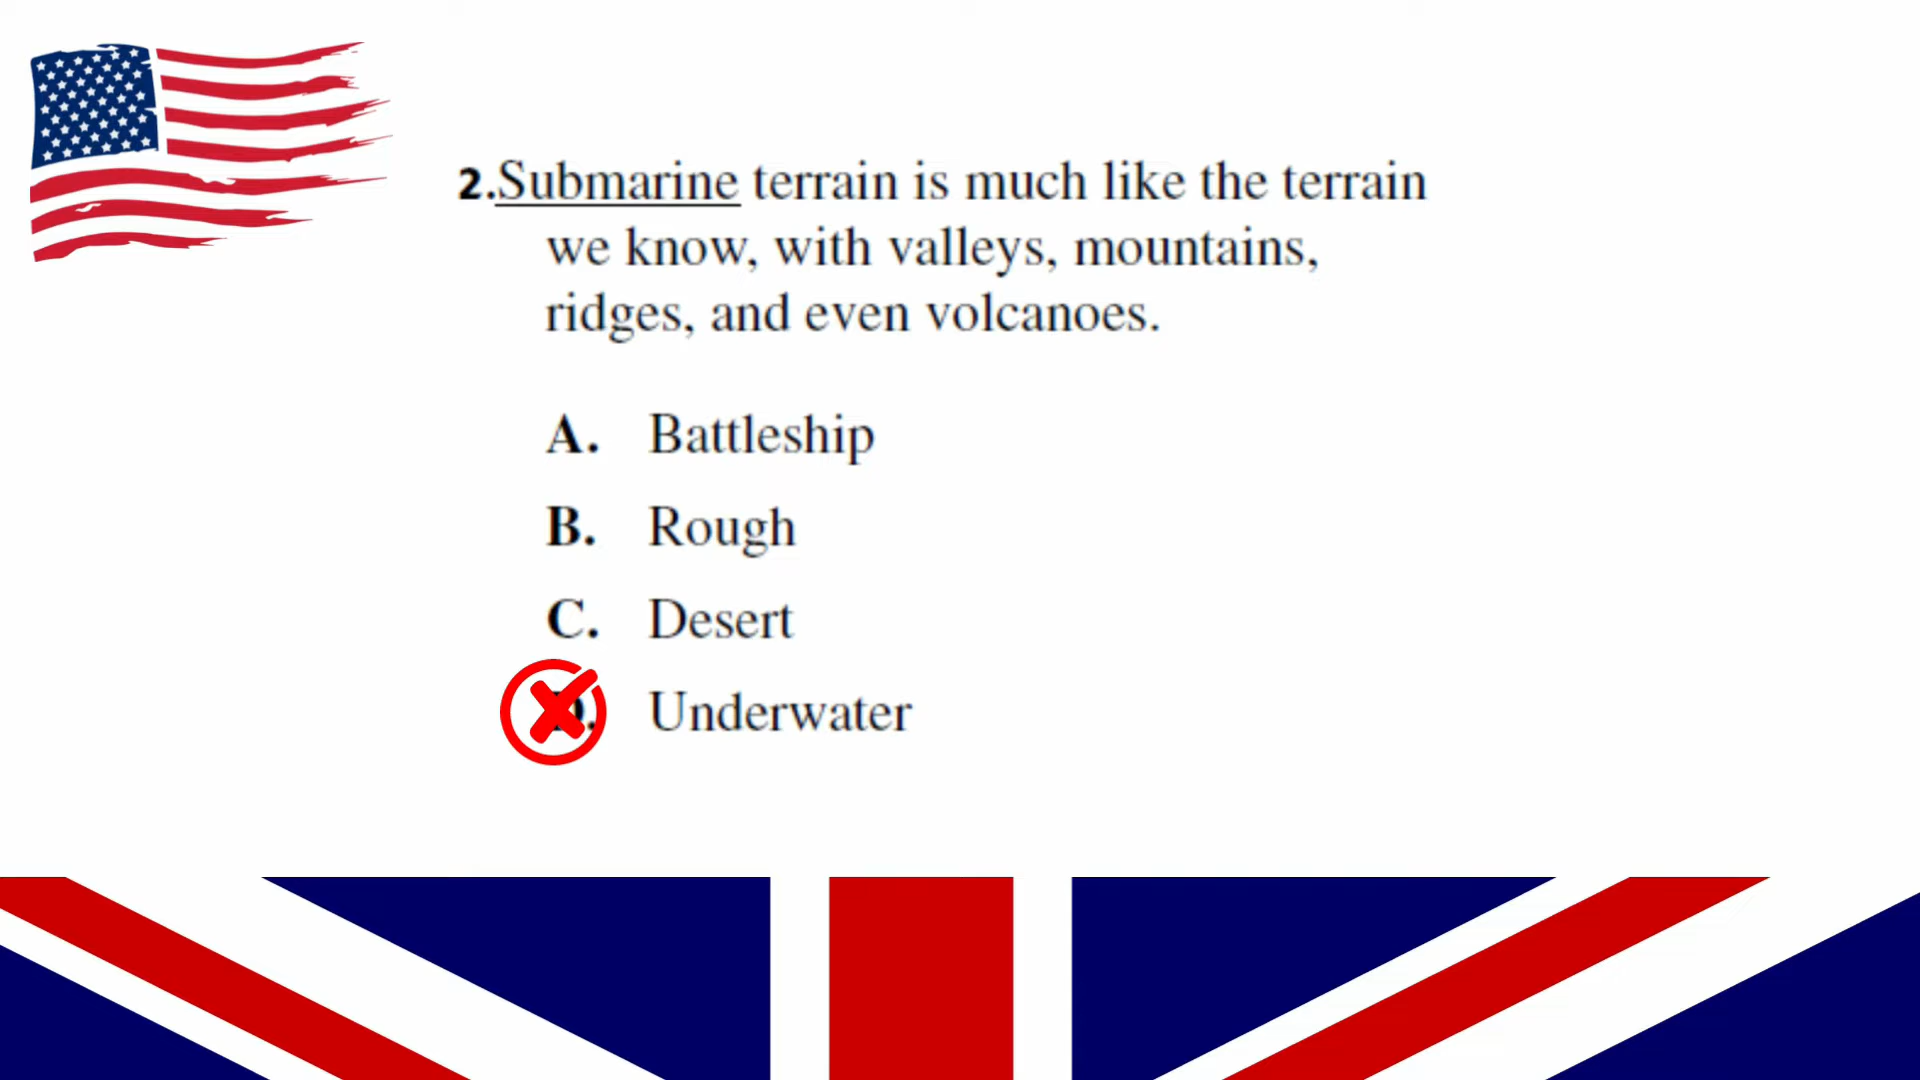 2.Submarine terrain is much like the terrain
we know, with valleys, mountains,
ridges, and even volcanoes.
A. Battleship
B. Rough
C. Desert
D. Underwater